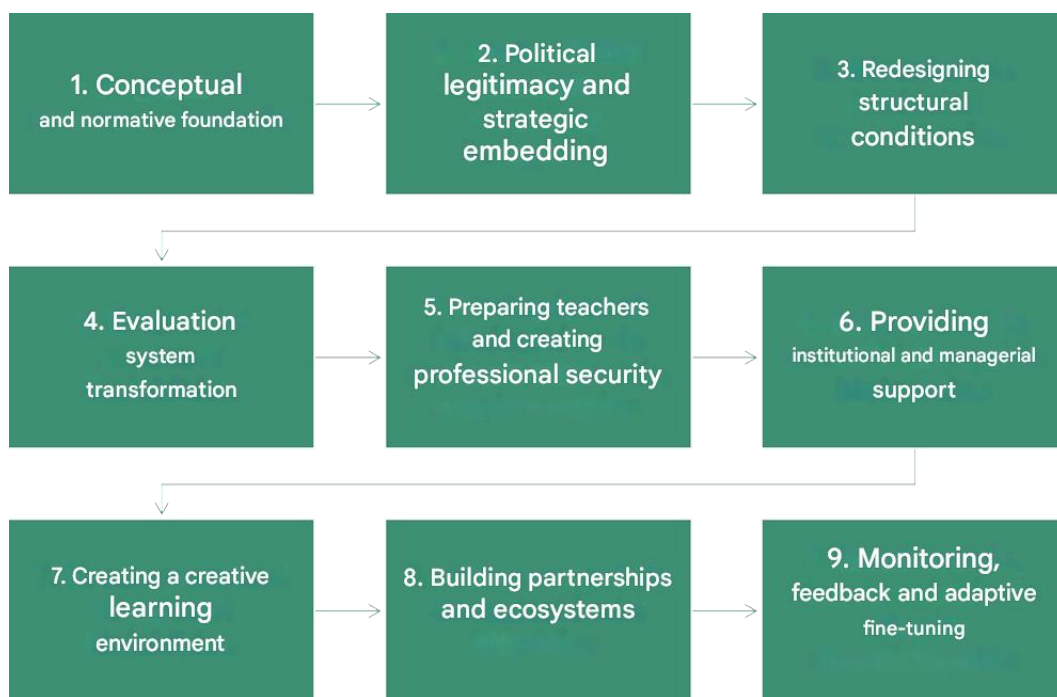 1. Conceptual
and normative foundation
2. Political
legitimacy and
strategic
embedding
3. Redesigning
structural
conditions
4. Evaluation
system
transformation
5. Preparing teachers
and creating
professional security
6. Providing
institutional and managerial
support
7. Creating a creative
learning
environment
8. Building partnerships
and ecosystems
9. Monitoring,
feedback and adaptive
fine-tuning